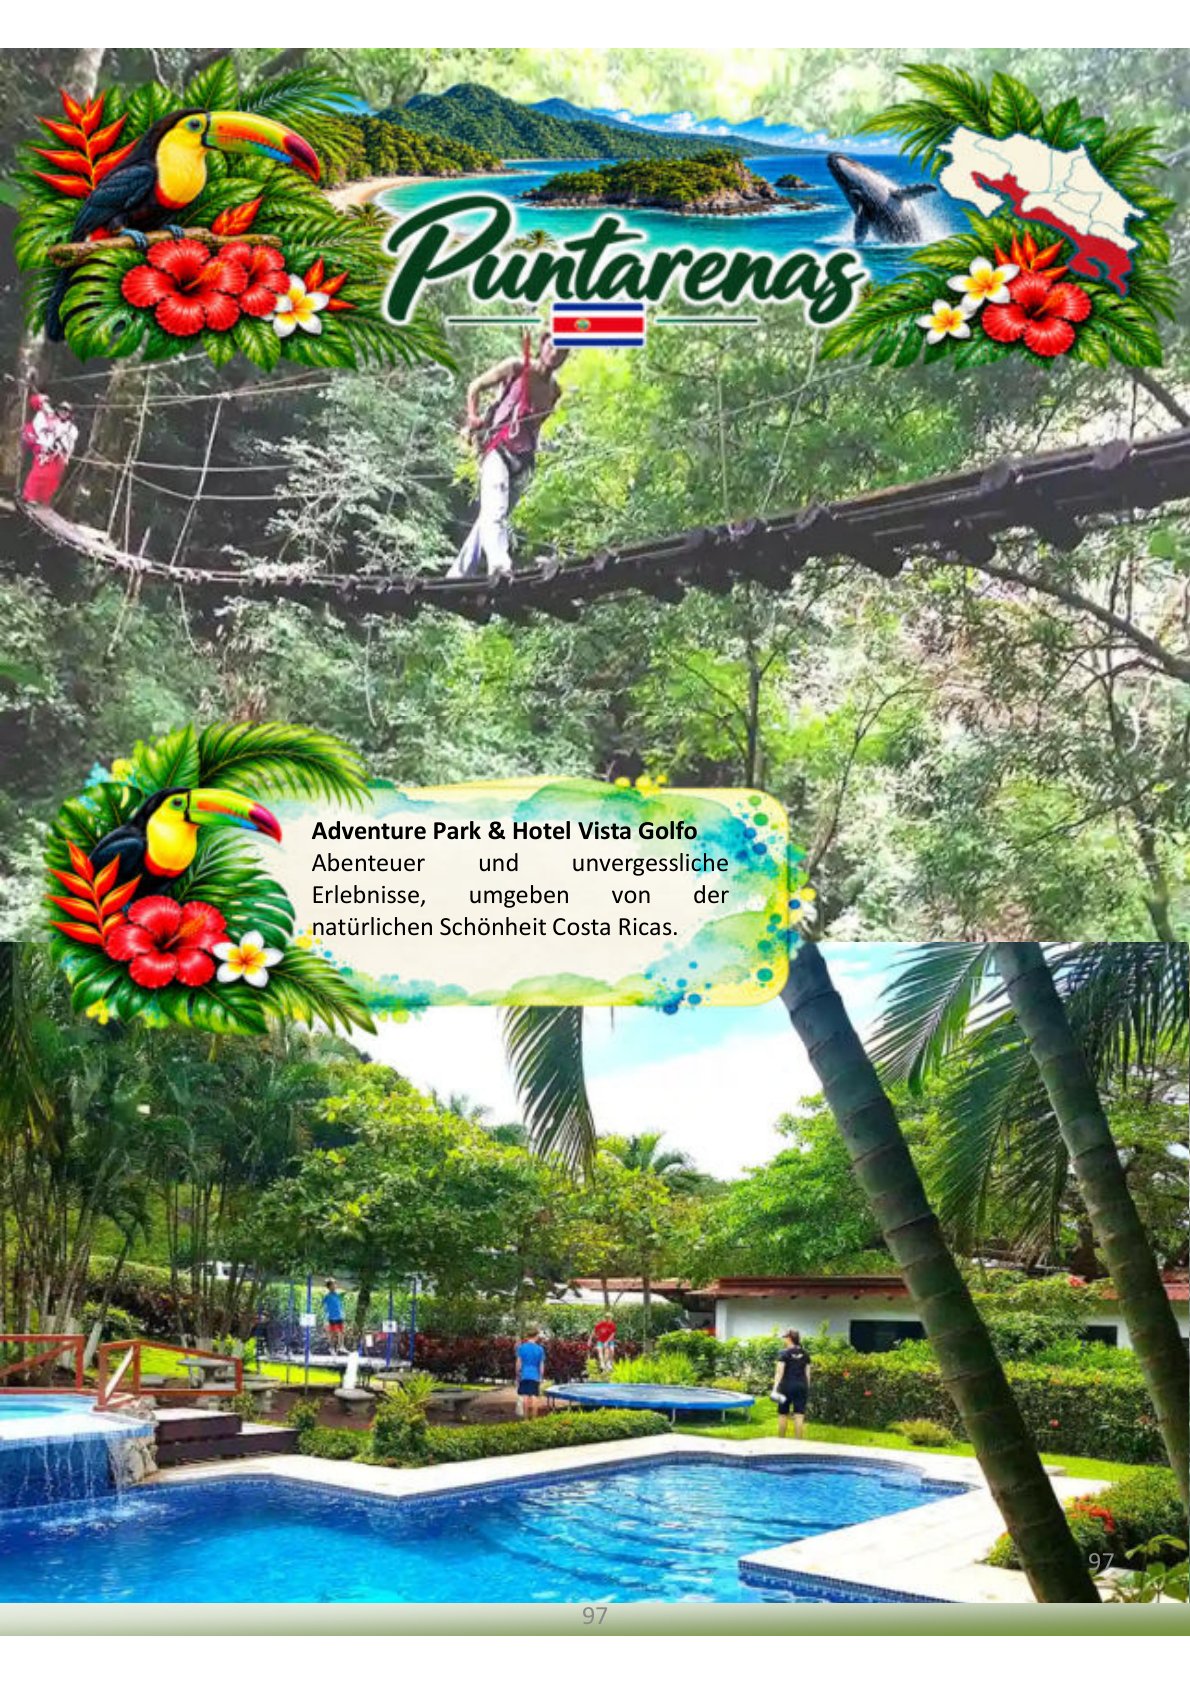 Puntarenas
Adventure Park & Hotel Vista Golfo
Abenteuer und unvergessliche
Erlebnisse, umgeben von der
natürlichen Schönheit Costa Ricas.
97
97